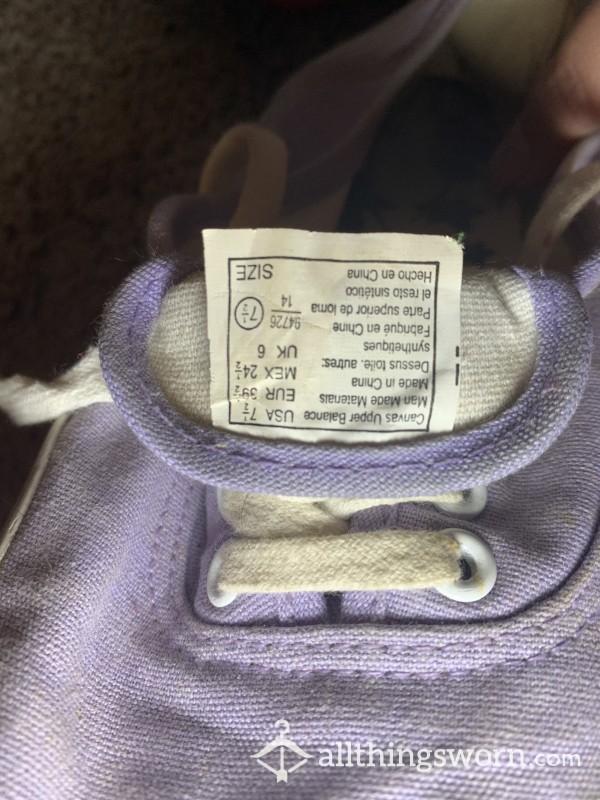 Canvas Upper Balance
Man Made Materials
Made in China
Dessus toile. autres:
synthetiques
Fabriqué en Chine
Parte superior de loma
el resto sintético
Hecho en China
USA 7½
EUR 39½
MEX 24½
UK 6
94726
14
7½
SIZE
allthingsworn.com